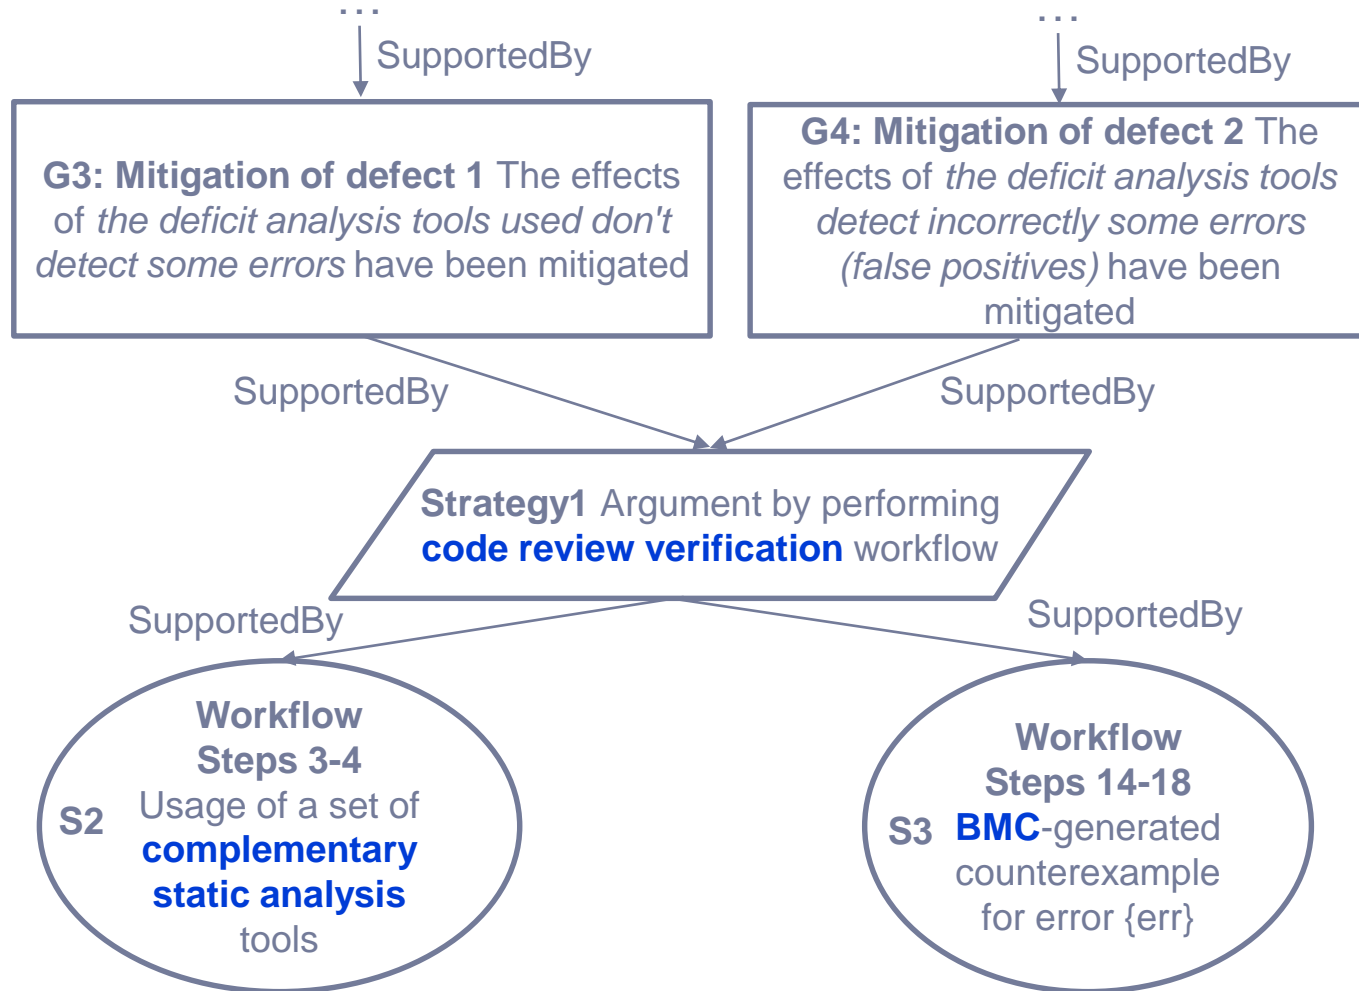 ...
...
SupportedBy
SupportedBy
G3: Mitigation of defect 1 The effects
of the deficit analysis tools used don't
detect some errors have been mitigated
G4: Mitigation of defect 2 The
effects of the deficit analysis tools
detect incorrectly some errors
(false positives) have been
mitigated
SupportedBy
SupportedBy
Strategy1 Argument by performing
code review verification workflow
SupportedBy
SupportedBy
S2
Workflow
Steps 3-4
Usage of a set of
complementary
static analysis
tools
S3
Workflow
Steps 14-18
BMC-generated
counterexample
for error {err}